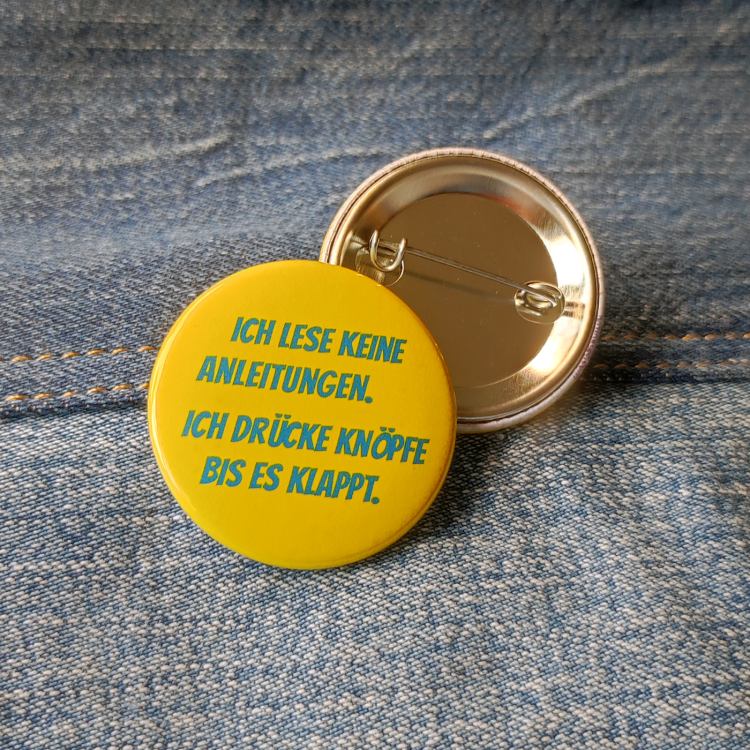 ICH LESE KEINE
ANLEITUNGEN.
ICH DRÜCKE KNÖPFE
BIS ES KLAPPT.